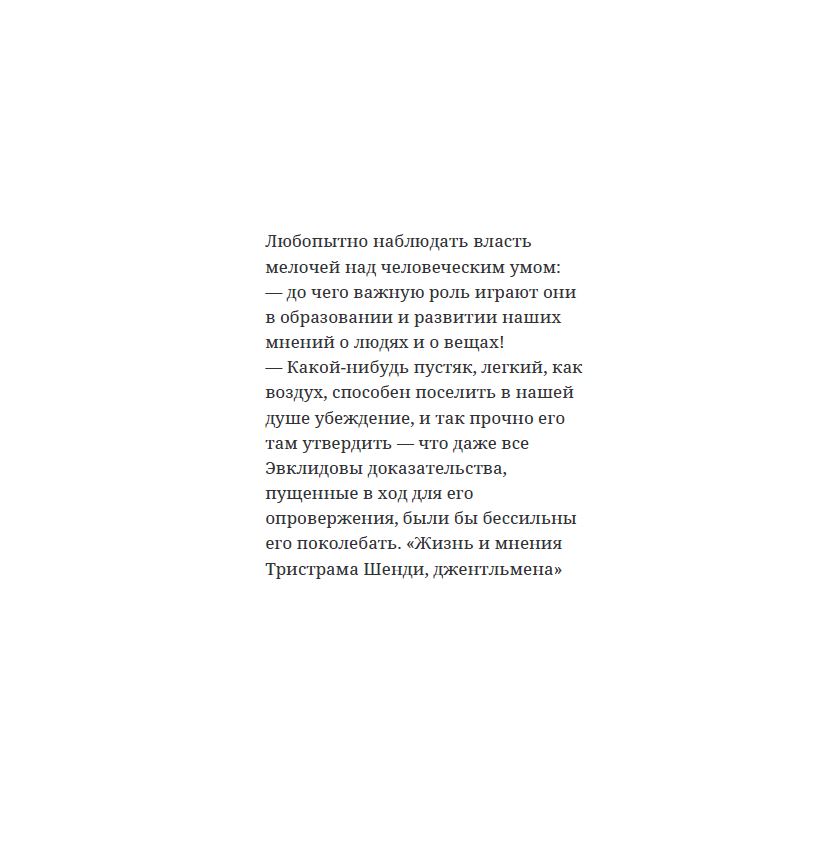 Любопытно наблюдать власть
мелочей над человеческим умом:
— до чего важную роль играют они
в образовании и развитии наших
мнений о людях и о вещах!
— Какой-нибудь пустяк, легкий, как
воздух, способен поселить в нашей
душе убеждение, и так прочно его
там утвердить — что даже все
Эвклидовы доказательства,
пущенные в ход для его
опровержения, были бы бессильны
его поколебать. «Жизнь и мнения
Тристрама Шенди, джентльмена»